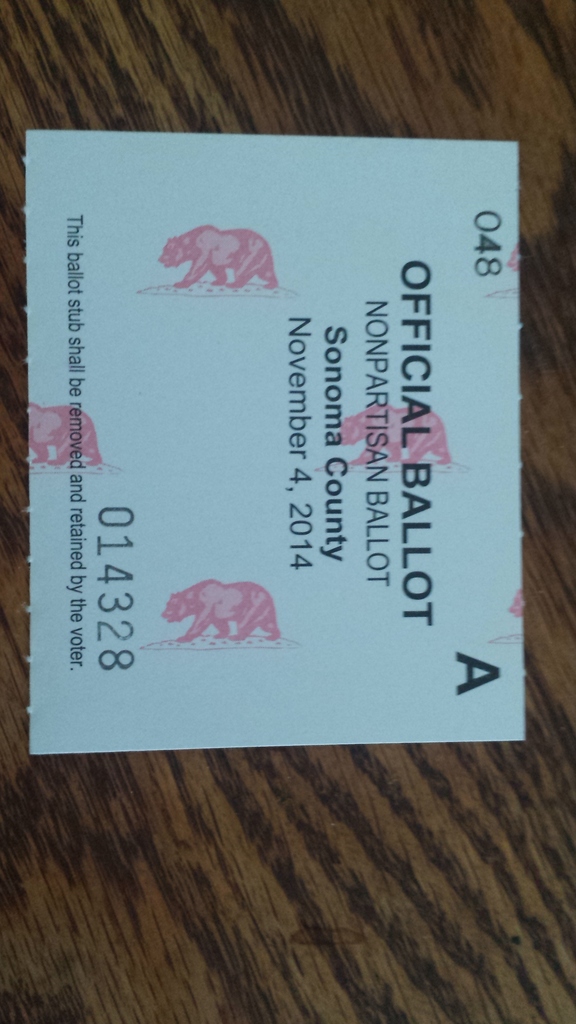 048
A
OFFICIAL BALLOT
NONPARTISAN BALLOT
Sonoma County
November 4, 2014
014328
This ballot stub shall be removed and retained by the voter.